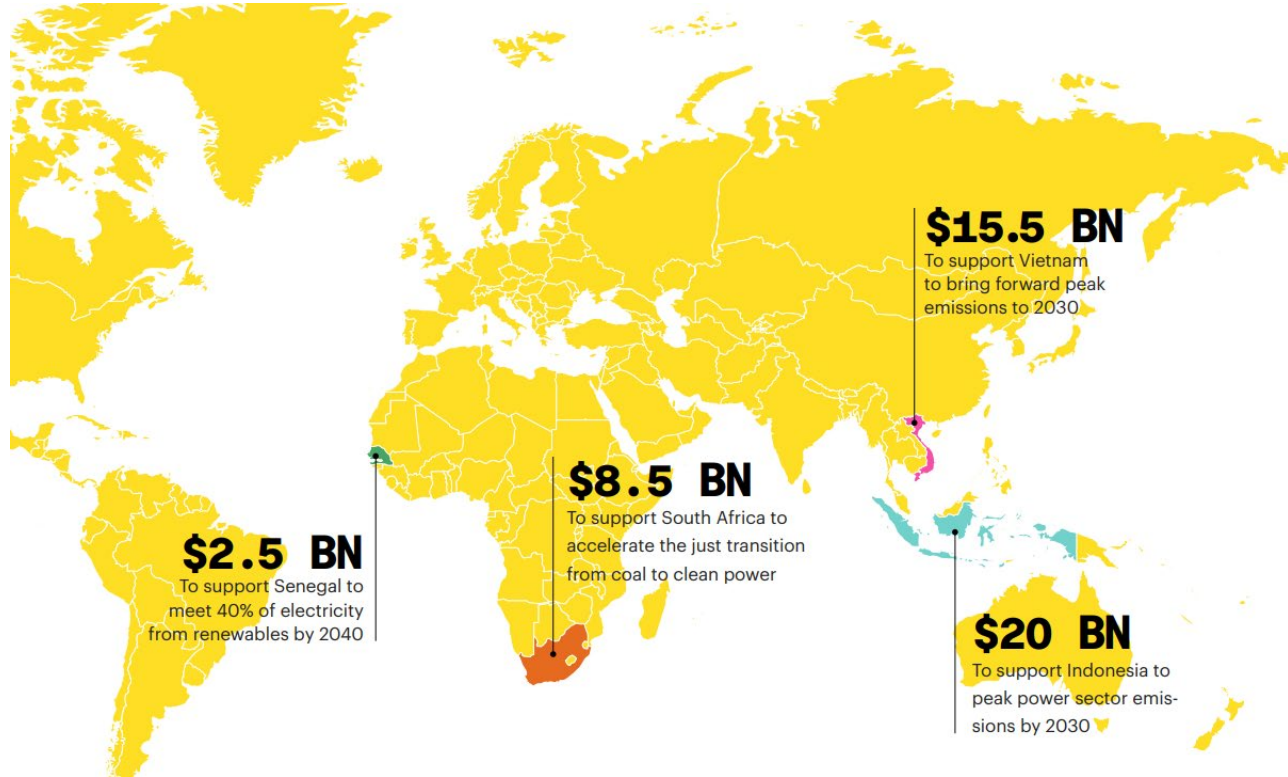 $15.5 BN
To support Vietnam
to bring forward peak
emissions to 2030
$8.5 BN
To support South Africa to
accelerate the just transition
from coal to clean power
$2.5 BN
To support Senegal to
meet 40% of electricity
from renewables by 2040
$20 BN
To support Indonesia to
peak power sector emis-
sions by 2030